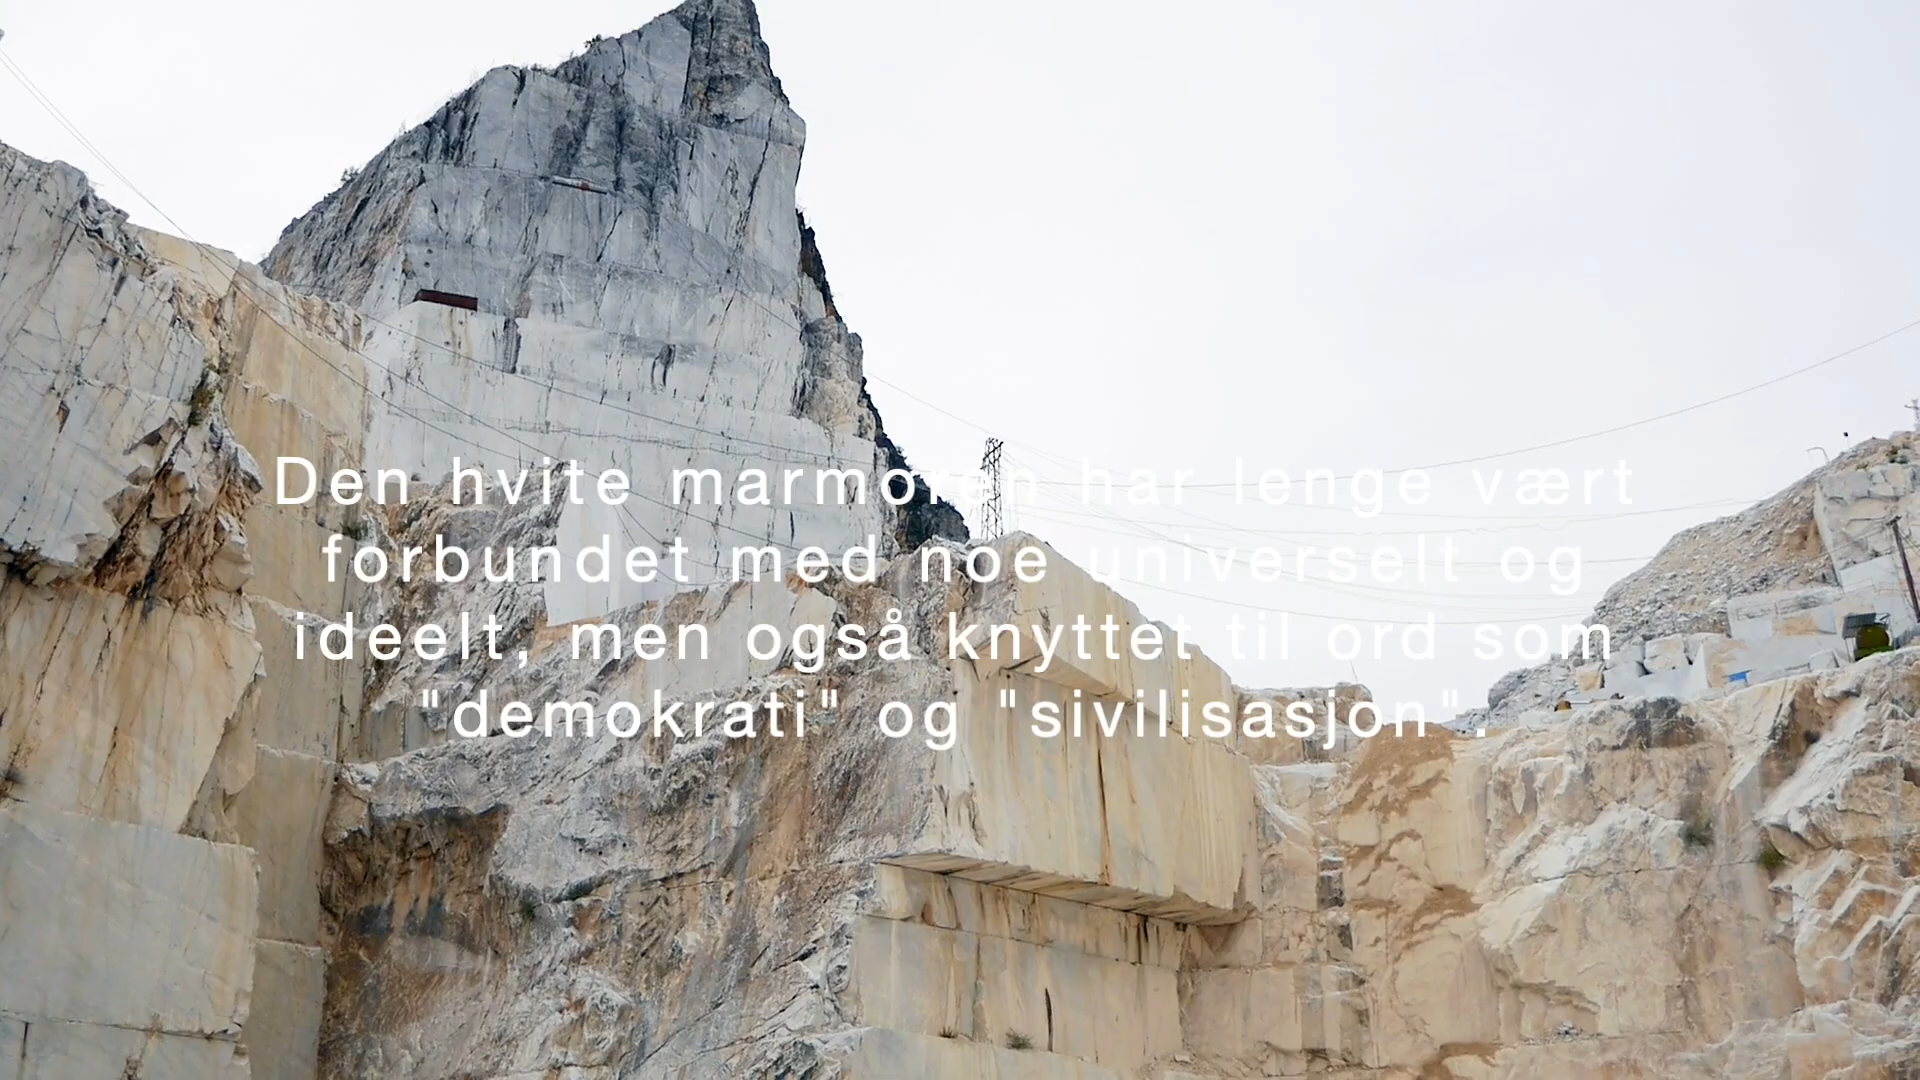 Den hvite marmoren har lenge vært
forbundet med noe universelt og
ideelt, men også knyttet til ord som
"demokrati" og "sivilisasjon".